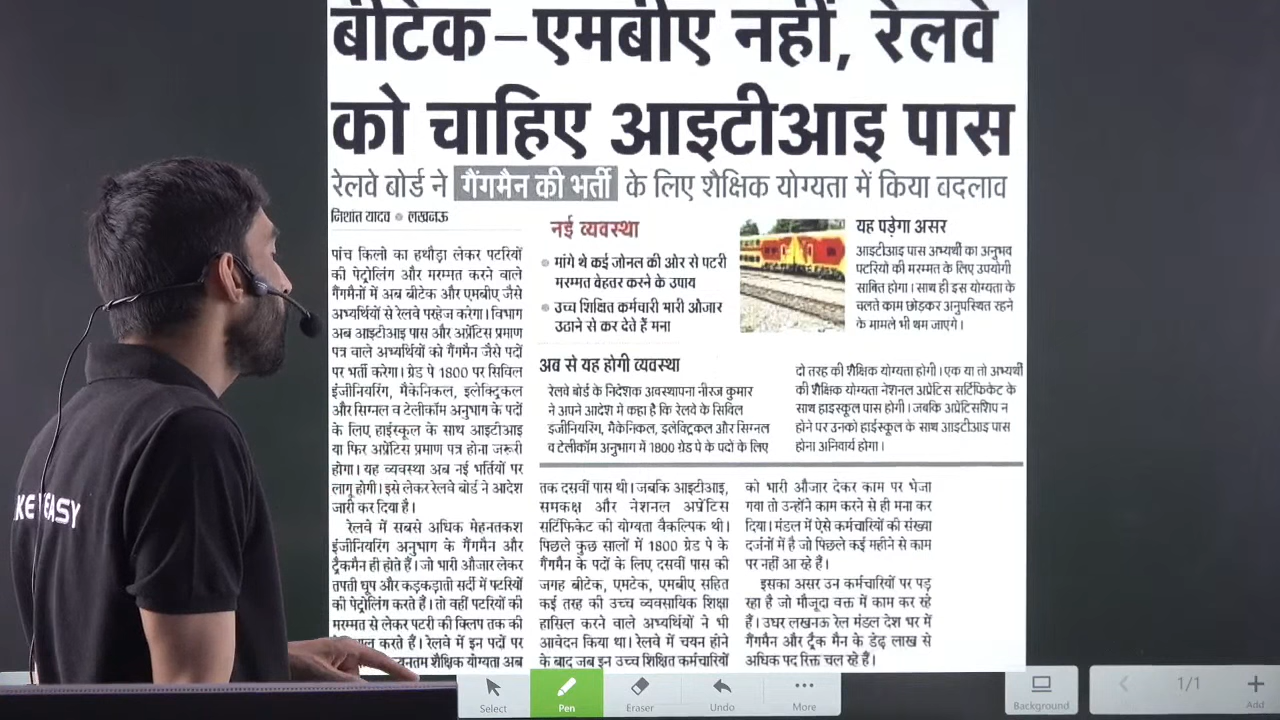 बीटेक–एमबीए नहीं, रेलवे
को चाहिए आइटीआइ पास
रेलवे बोर्ड ने गैंगमैन की भर्ती के लिए शैक्षिक योग्यता में किया बदलाव
निशांत यादव ● लखनऊ
पांच किलो का हथौड़ा लेकर पटरियों
की पेट्रोलिंग और मरम्मत करने वाले
गैंगमैनों में अब बीटेक और एमबीए जैसे
अभ्यर्थियों से रेलवे परहेज करेगा। विभाग
अब आइटीआइ पास और अप्रेंटिस प्रमाण
पत्र वाले अभ्यर्थियों को गैंगमैन जैसे पदों
पर भर्ती करेगा। ग्रेड पे 1800 पर सिविल
इंजीनियरिंग, मैकेनिकल, इलेक्ट्रिकल
और सिग्नल व टेलीकॉम अनुभाग के पदों
के लिए हाईस्कूल के साथ आइटीआइ
या फिर अप्रेंटिस प्रमाण पत्र होना जरूरी
होगा। यह व्यवस्था अब नई भर्तियों पर
लागू होगी। इसे लेकर रेलवे बोर्ड ने आदेश
जारी कर दिया है।
रेलवे में सबसे अधिक मेहनतकश
इंजीनियरिंग अनुभाग के गैंगमैन और
ट्रैकमैन ही होते हैं। जो भारी औजार लेकर
तपती धूप और कड़कड़ाती सर्दी में पटरियों
की पेट्रोलिंग करते हैं। तो वहीं पटरियों की
मरम्मत से लेकर पटरी की क्लिप तक की
करते हैं। रेलवे में इन पदों पर
शैक्षिक योग्यता अब
नई व्यवस्था
● मांगे थे कई जोनल की ओर से पटरी
मरम्मत बेहतर करने के उपाय
● उच्च शिक्षित कर्मचारी भारी औजार
उठाने से कर देते हैं मना
यह पड़ेगा असर
आइटीआइ पास अभ्यर्थी का अनुभव
पटरियो की मरम्मत के लिए उपयोगी
साबित होगा। साथ ही इस योग्यता के
चलते काम छोड़कर अनुपस्थित रहने
के मामले भी थम जाएगे।
अब से यह होगी व्यवस्था
रेलवे बोर्ड के निदेशक अवस्थापना नीरज कुमार
ने अपने आदेश मे कहा है कि रेलवे के सिविल
इंजीनियरिंग, मैकेनिकल, इलेक्ट्रिकल और सिग्नल
व टेलीकॉम अनुभाग में 1800 ग्रेड पे के पदों के लिए
दो तरह की शैक्षिक योग्यता होगी। एक या तो अभ्यर्थी
की शैक्षिक योग्यता नेशनल अप्रेंटिस सर्टिफिकेट के
साथ हाइस्कूल पास होगी। जबकि अप्रेंटिसशिप न
होने पर उनको हाईस्कूल के साथ आइटीआइ पास
होना अनिवार्य होगा।
तक दसवीं पास थी। जबकि आइटीआइ,
समकक्ष और नेशनल अप्रेंटिस
सर्टिफिकेट की योग्यता वैकल्पिक थी।
पिछले कुछ सालों में 1800 ग्रेड पे के
गैंगमैन के पदों के लिए दसवीं पास की
जगह बीटेक, एमटेक, एमबीए सहित
कई तरह की उच्च व्यवसायिक शिक्षा
हासिल करने वाले अभ्यर्थियों ने भी
आवेदन किया था। रेलवे में चयन होने
के बाद जब इन उच्च शिक्षित कर्मचारियों
को भारी औजार देकर काम पर भेजा
गया तो उन्होंने काम करने से ही मना कर
दिया। मंडल में ऐसे कर्मचारियों की संख्या
दर्जनों में है जो पिछले कई महीने से काम
पर नहीं आ रहे हैं।
इसका असर उन कर्मचारियों पर पड़
रहा है जो मौजूदा वक्त में काम कर रहे
हैं। उधर लखनऊ रेल मंडल देश भर में
गैंगमैन और ट्रैक मैन के डेढ़ लाख से
अधिक पद रिक्त चल रहे हैं।
Select
Pen
Eraser
Undo
More
Background
1/1
Add